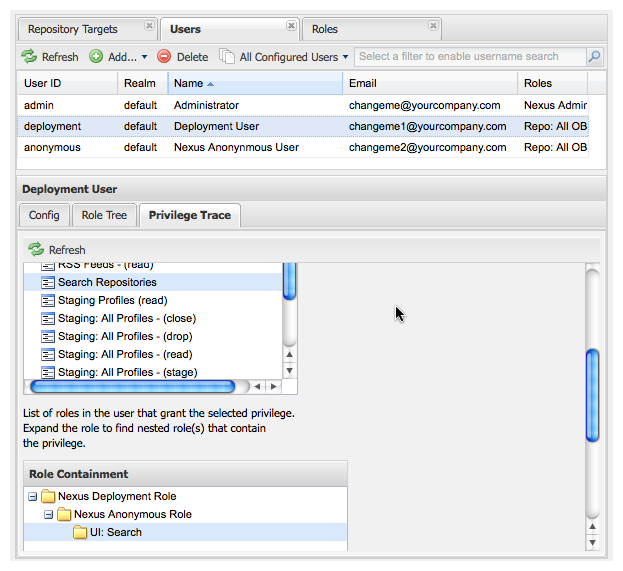 Repository Targets
Users
Roles
Refresh Add... Delete All Configured Users Select a filter to enable username search
User ID Realm Name Email Roles
admin default Administrator changeme@yourcompany.com Nexus Admir
deployment default Deployment User changeme1@yourcompany.com Repo: All OB
anonymous default Nexus Anonynmous User changeme2@yourcompany.com Repo: All OB
Deployment User
Config Role Tree Privilege Trace
Refresh
RSS Feeds - (read)
Search Repositories
Staging Profiles (read)
Staging: All Profiles - (close)
Staging: All Profiles - (drop)
Staging: All Profiles - (read)
Staging: All Profiles - (stage)
List of roles in the user that grant the selected privilege.
Expand the role to find nested role(s) that contain
the privilege.
Role Containment
Nexus Deployment Role
Nexus Anonymous Role
UI: Search